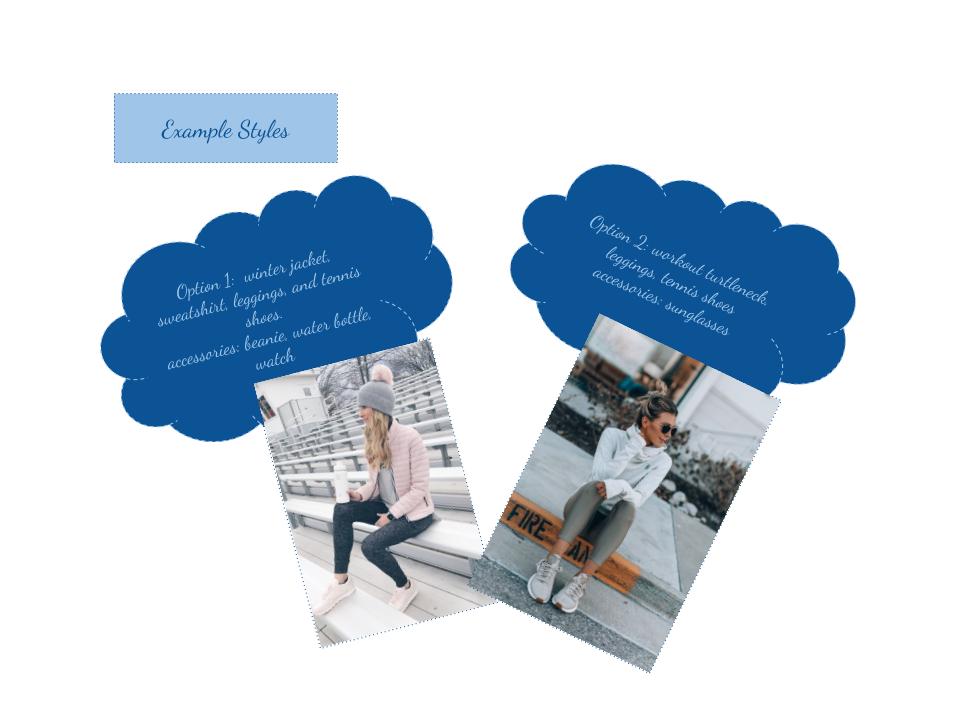 Example Styles
Option 1:  winter jacket,
sweatshirt, leggings, and tennis
shoes.
accessories: beanie, water bottle,
watch
Option 2: workout turtleneck,
leggings, tennis shoes
accessories: sunglasses
FIRE